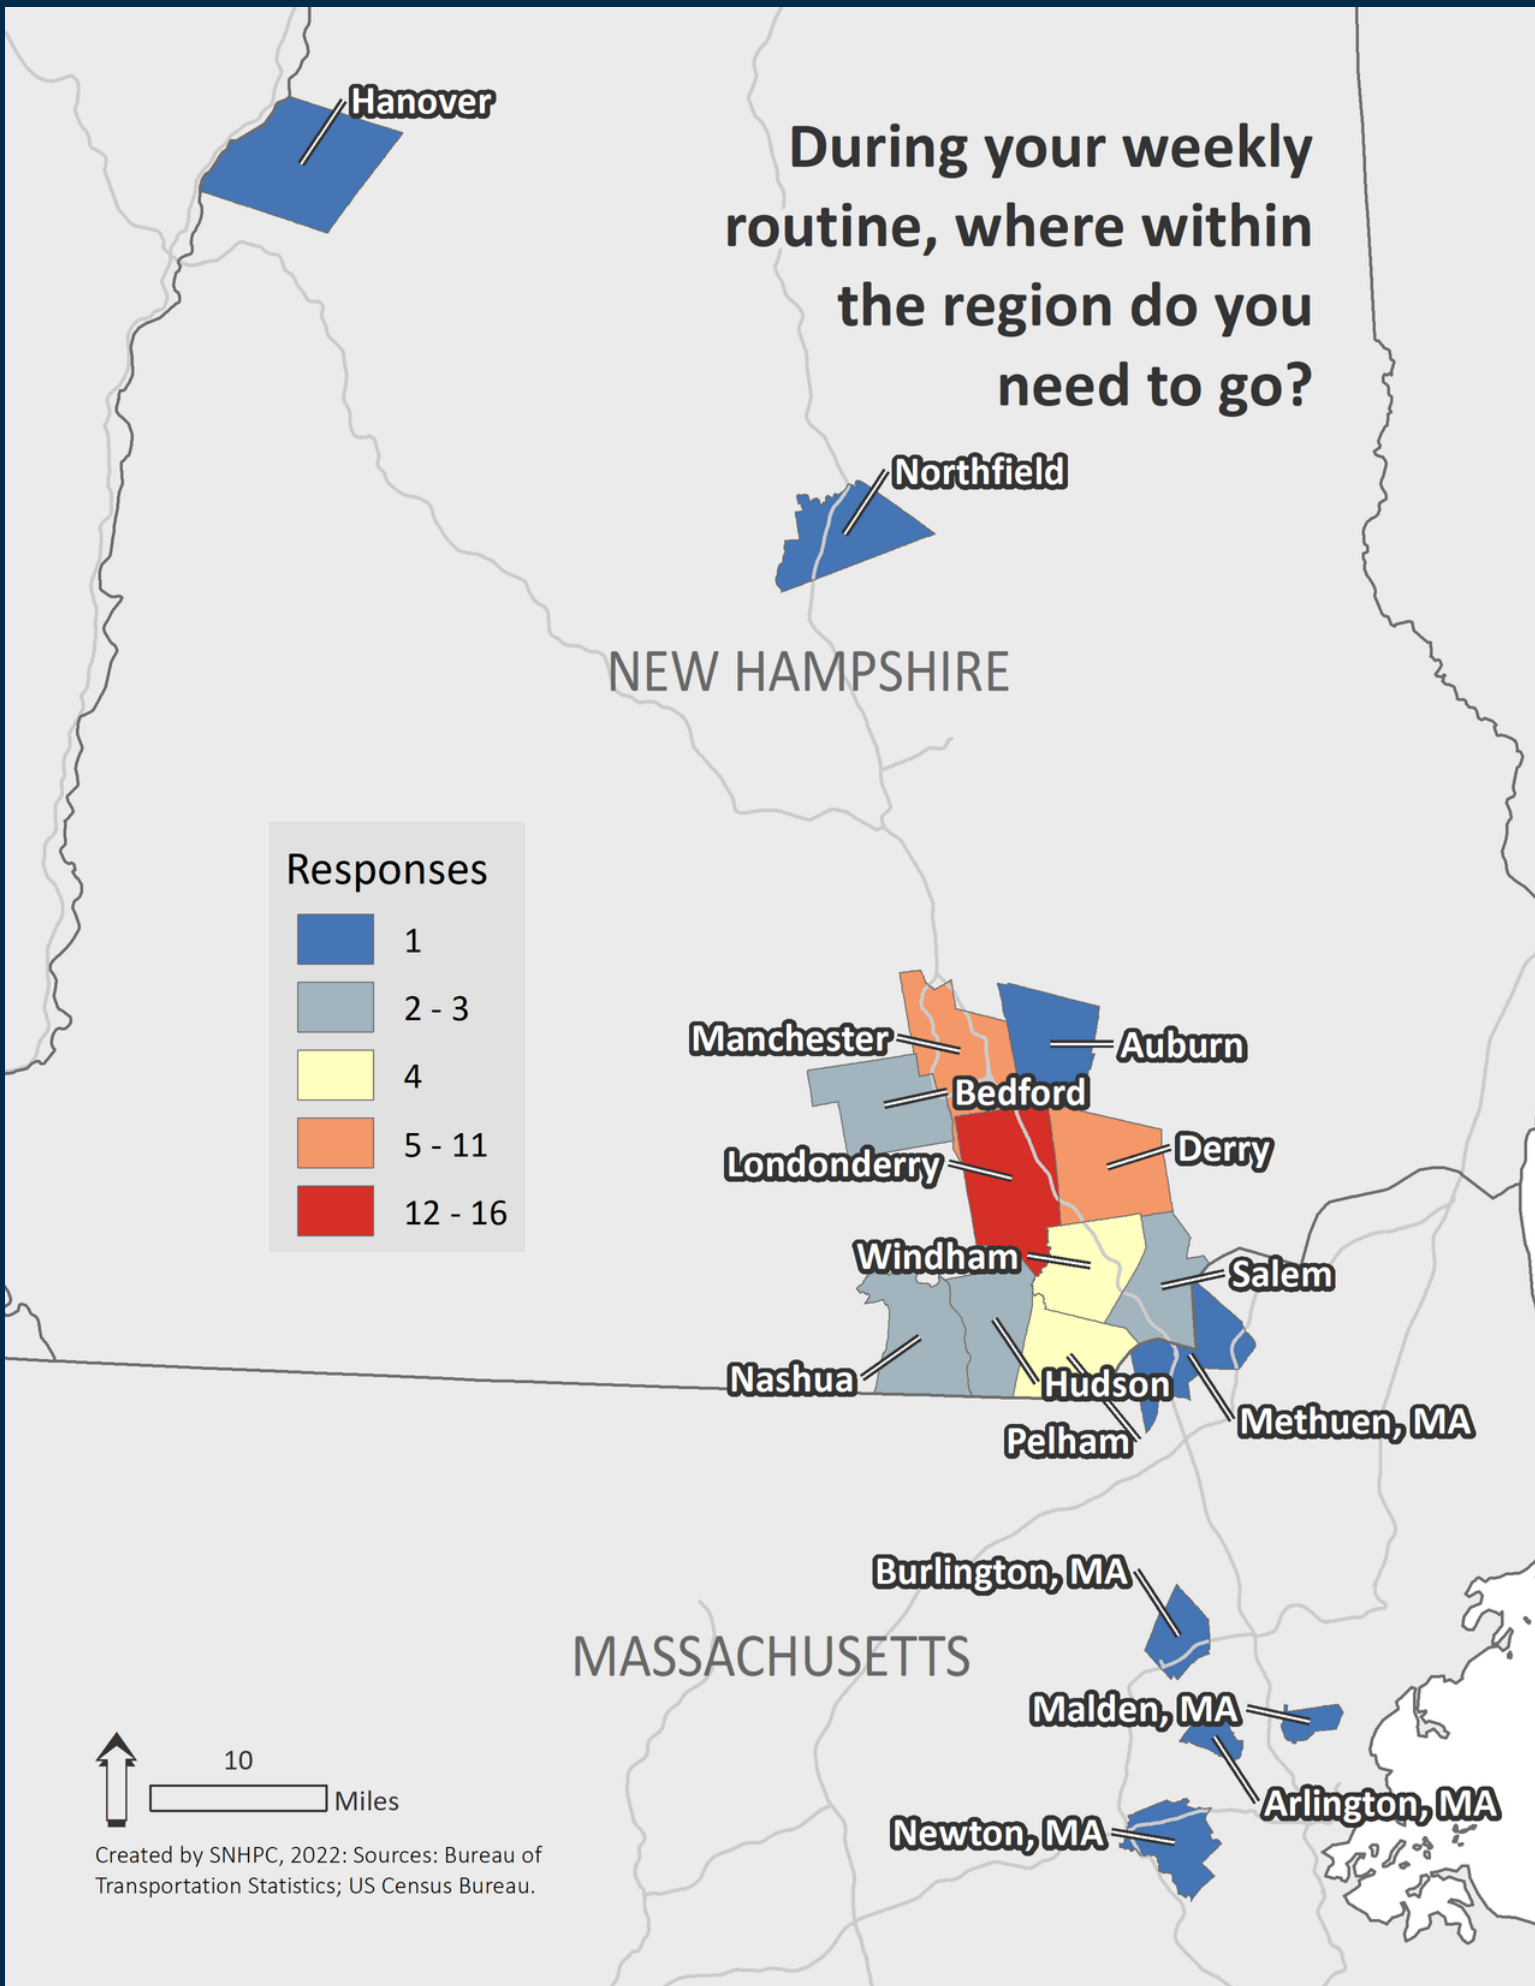 Hanover
During your weekly
routine, where within
the region do you
need to go?
Northfield
NEW HAMPSHIRE
Responses
1
2 - 3
4
5 - 11
12 - 16
Manchester
Auburn
Bedford
Derry
Londonderry
Windham
Salem
Nashua
Hudson
Methuen, MA
Pelham
Burlington, MA
MASSACHUSETTS
Malden, MA
10
Miles
Arlington, MA
Newton, MA
Created by SNHPC, 2022: Sources: Bureau of
Transportation Statistics; US Census Bureau.